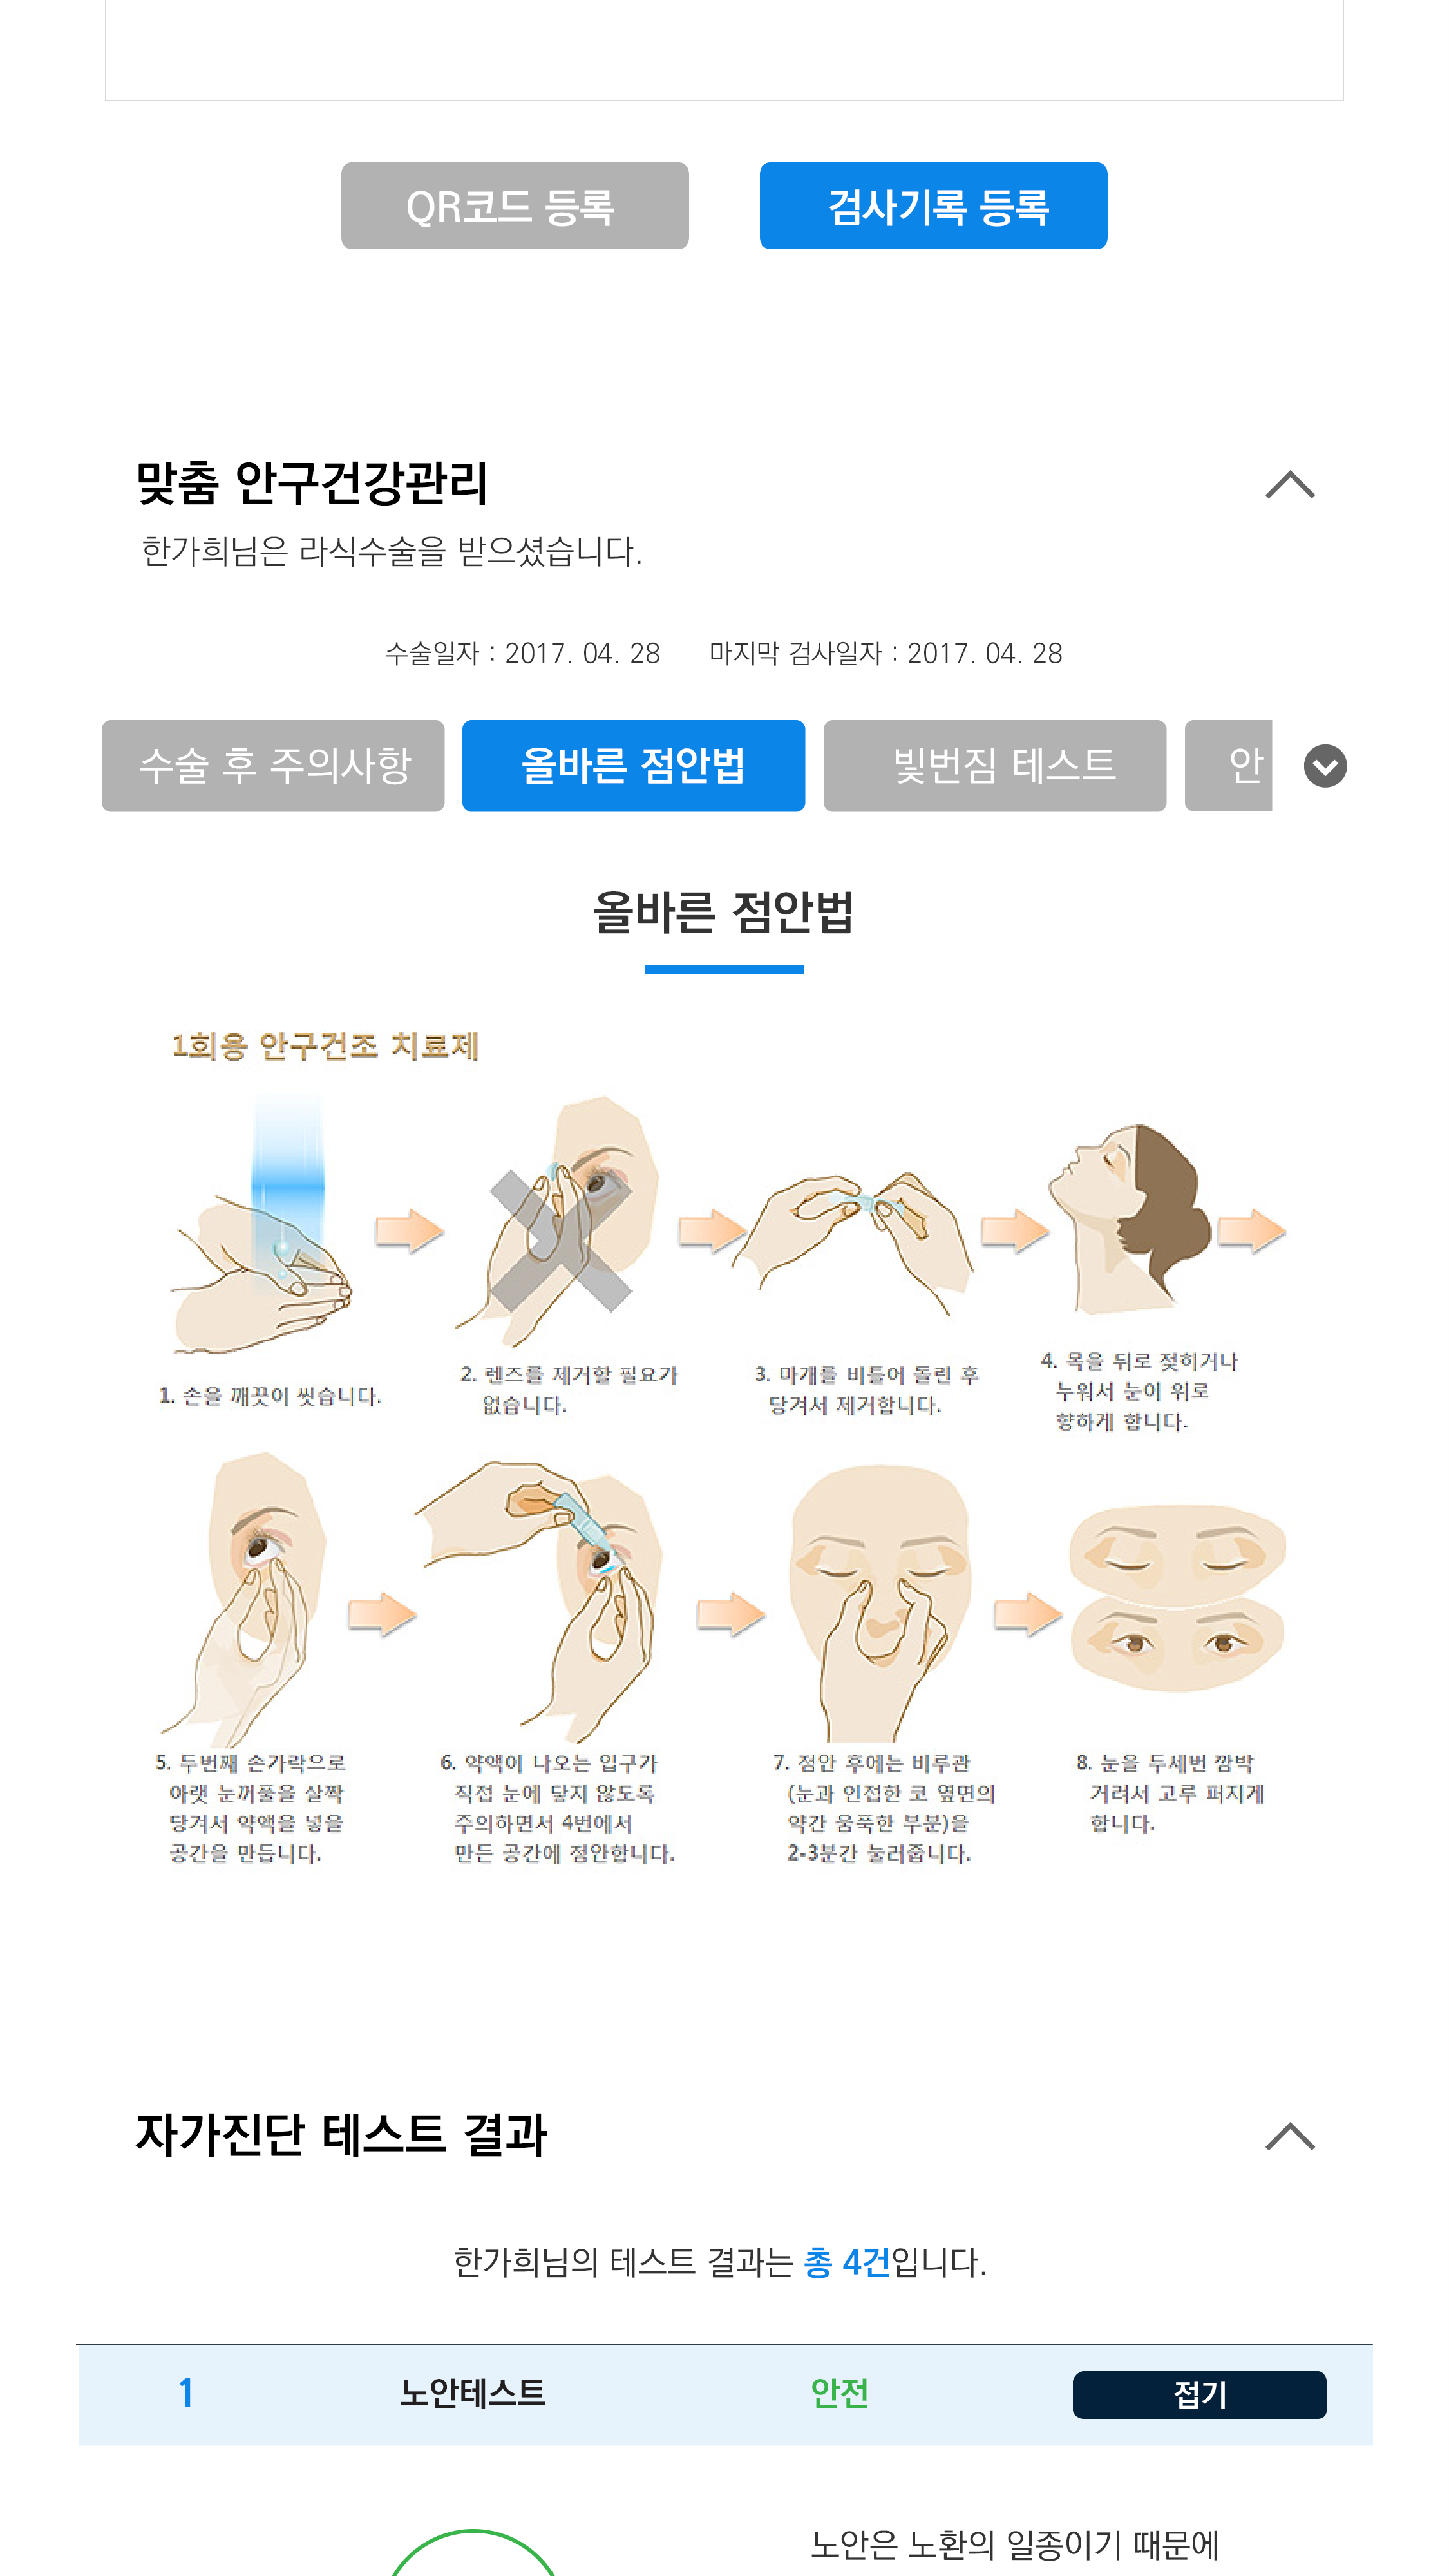 QR코드 등록
검사기록 등록
맞춤 안구건강관리
한가희님은 라식수술을 받으셨습니다.
수술일자 : 2017. 04. 28 마지막 검사일자 : 2017. 04. 28
수술 후 주의사항
올바른 점안법
빛번짐 테스트
안
올바른 점안법
1회용 안구건조 치료제
1. 손을 깨끗이 씻습니다.
2. 렌즈를 제거할 필요가
없습니다.
3. 마개를 비틀어 돌린 후
당겨서 제거합니다.
4. 목을 뒤로 젖히거나
누워서 눈이 위로
향하게 합니다.
5. 두번째 손가락으로
아랫 눈꺼풀을 살짝
당겨서 약액을 넣을
공간을 만듭니다.
6. 약액이 나오는 입구가
직접 눈에 닿지 않도록
주의하면서 4번에서
만든 공간에 점안합니다.
7. 점안 후에는 비루관
(눈과 인접한 코 옆면의
약간 움푹한 부분)을
2-3분간 눌러줍니다.
8. 눈을 두세번 깜박
거려서 고루 퍼지게
합니다.
자가진단 테스트 결과
한가희님의 테스트 결과는 총 4건입니다.
1 노안테스트 안전 접기
노안은 노환의 일종이기 때문에